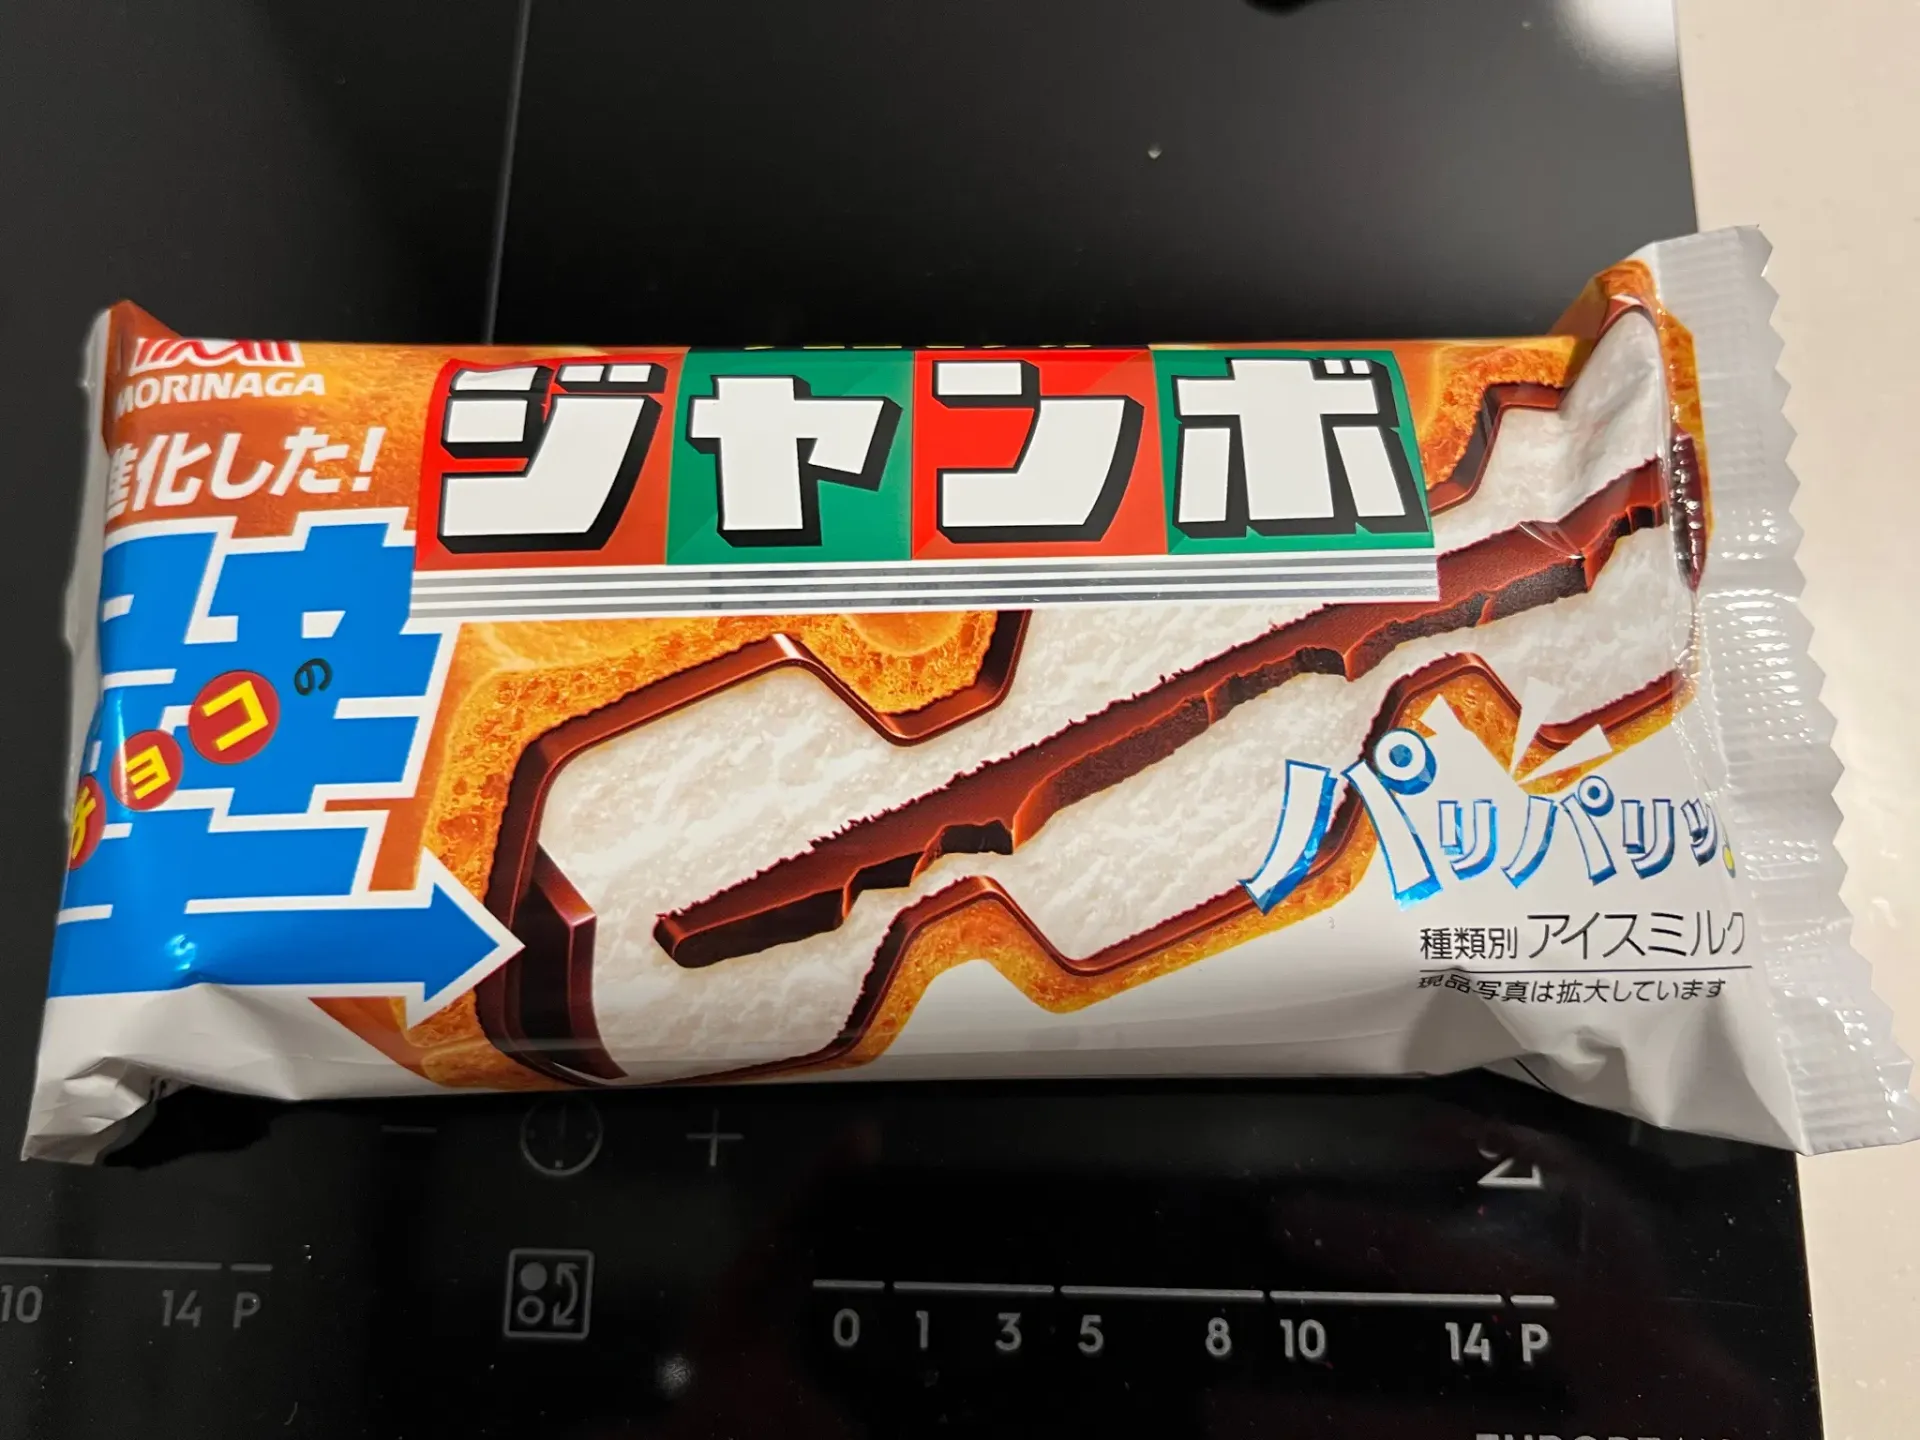 MORINAGA
ジャンボ
進化した!
チョコの壁
パリパリッ!
種類別 アイスミルク
現品写真は拡大しています
10 14 P
0 1 3 5 8 10 14 P